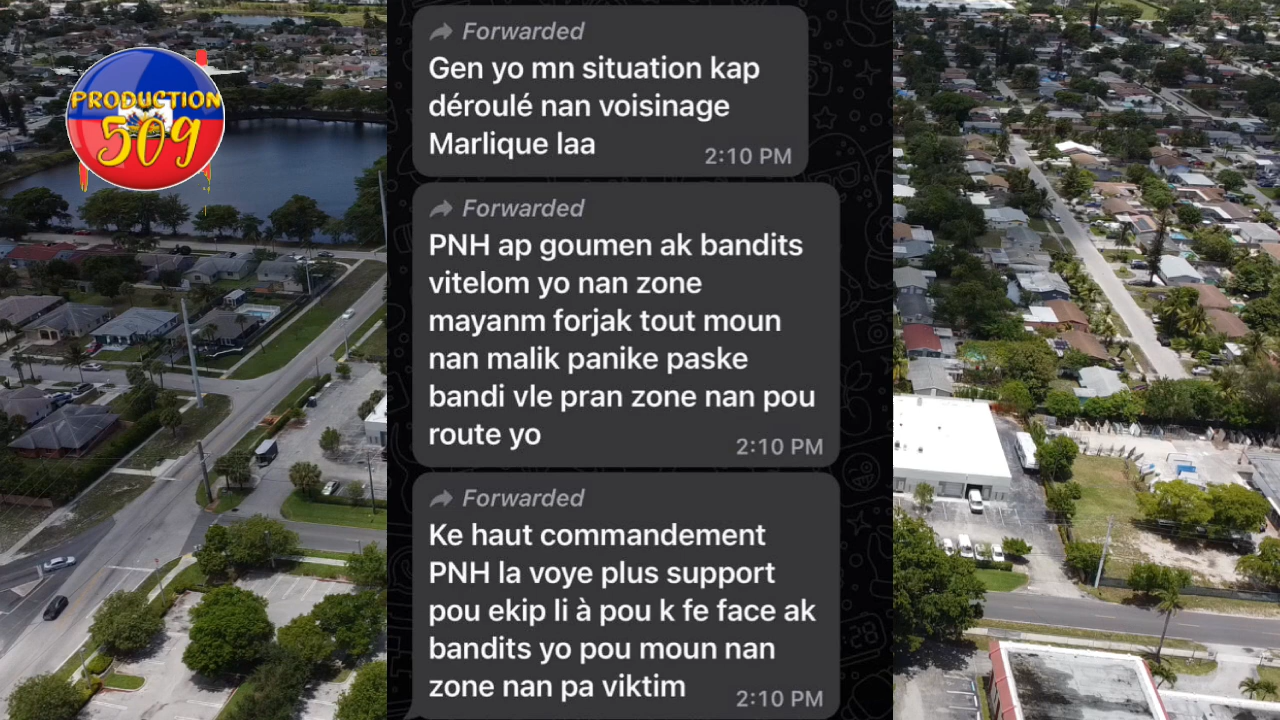 PRODUCTION
509
Forwarded
Gen yo mn situation kap
déroulé nan voisinage
Marlique laa
2:10 PM
Forwarded
PNH ap goumen ak bandits
vitelom yo nan zone
mayanm forjak tout moun
nan malik panike paske
bandi vle pran zone nan pou
route yo
2:10 PM
Forwarded
Ke haut commandement
PNH la voye plus support
pou ekip li à pou k fe face ak
bandits yo pou moun nan
zone nan pa viktim
2:10 PM